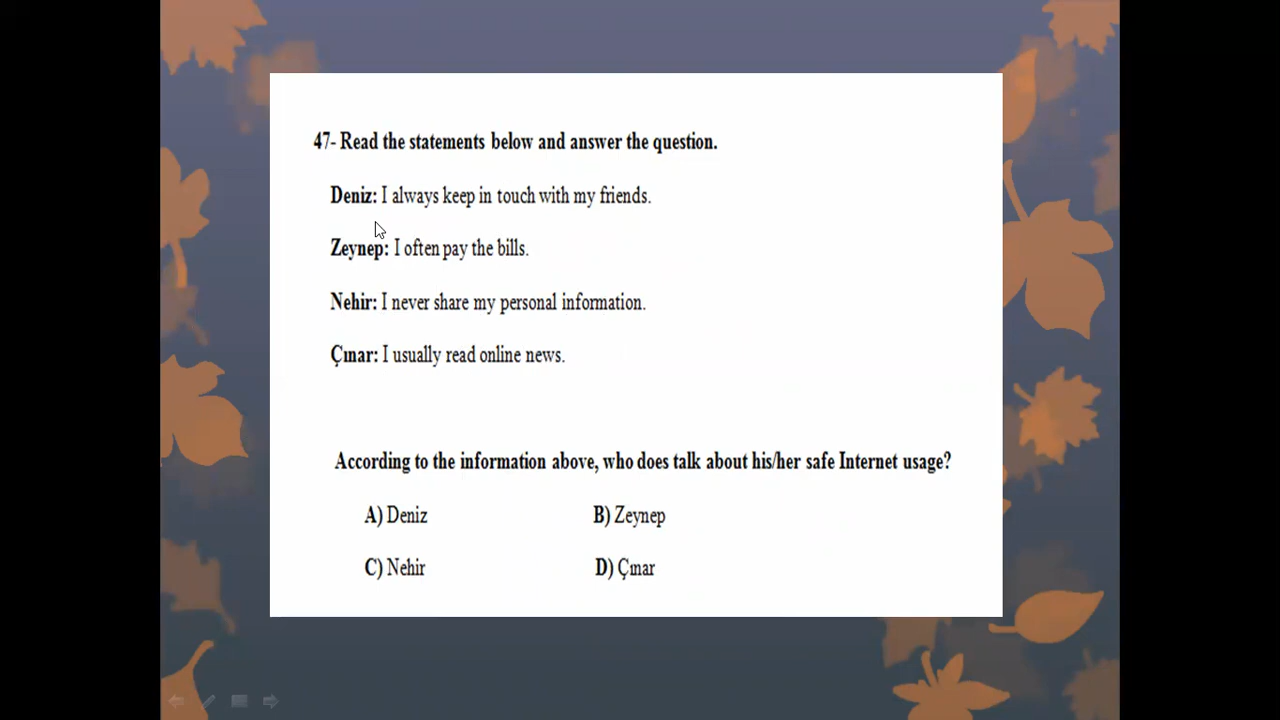 47- Read the statements below and answer the question.
Deniz: I always keep in touch with my friends.
Zeynep: I often pay the bills.
Nehir: I never share my personal information.
Çınar: I usually read online news.
According to the information above, who does talk about his/her safe Internet usage?
A) Deniz B) Zeynep
C) Nehir D) Çınar